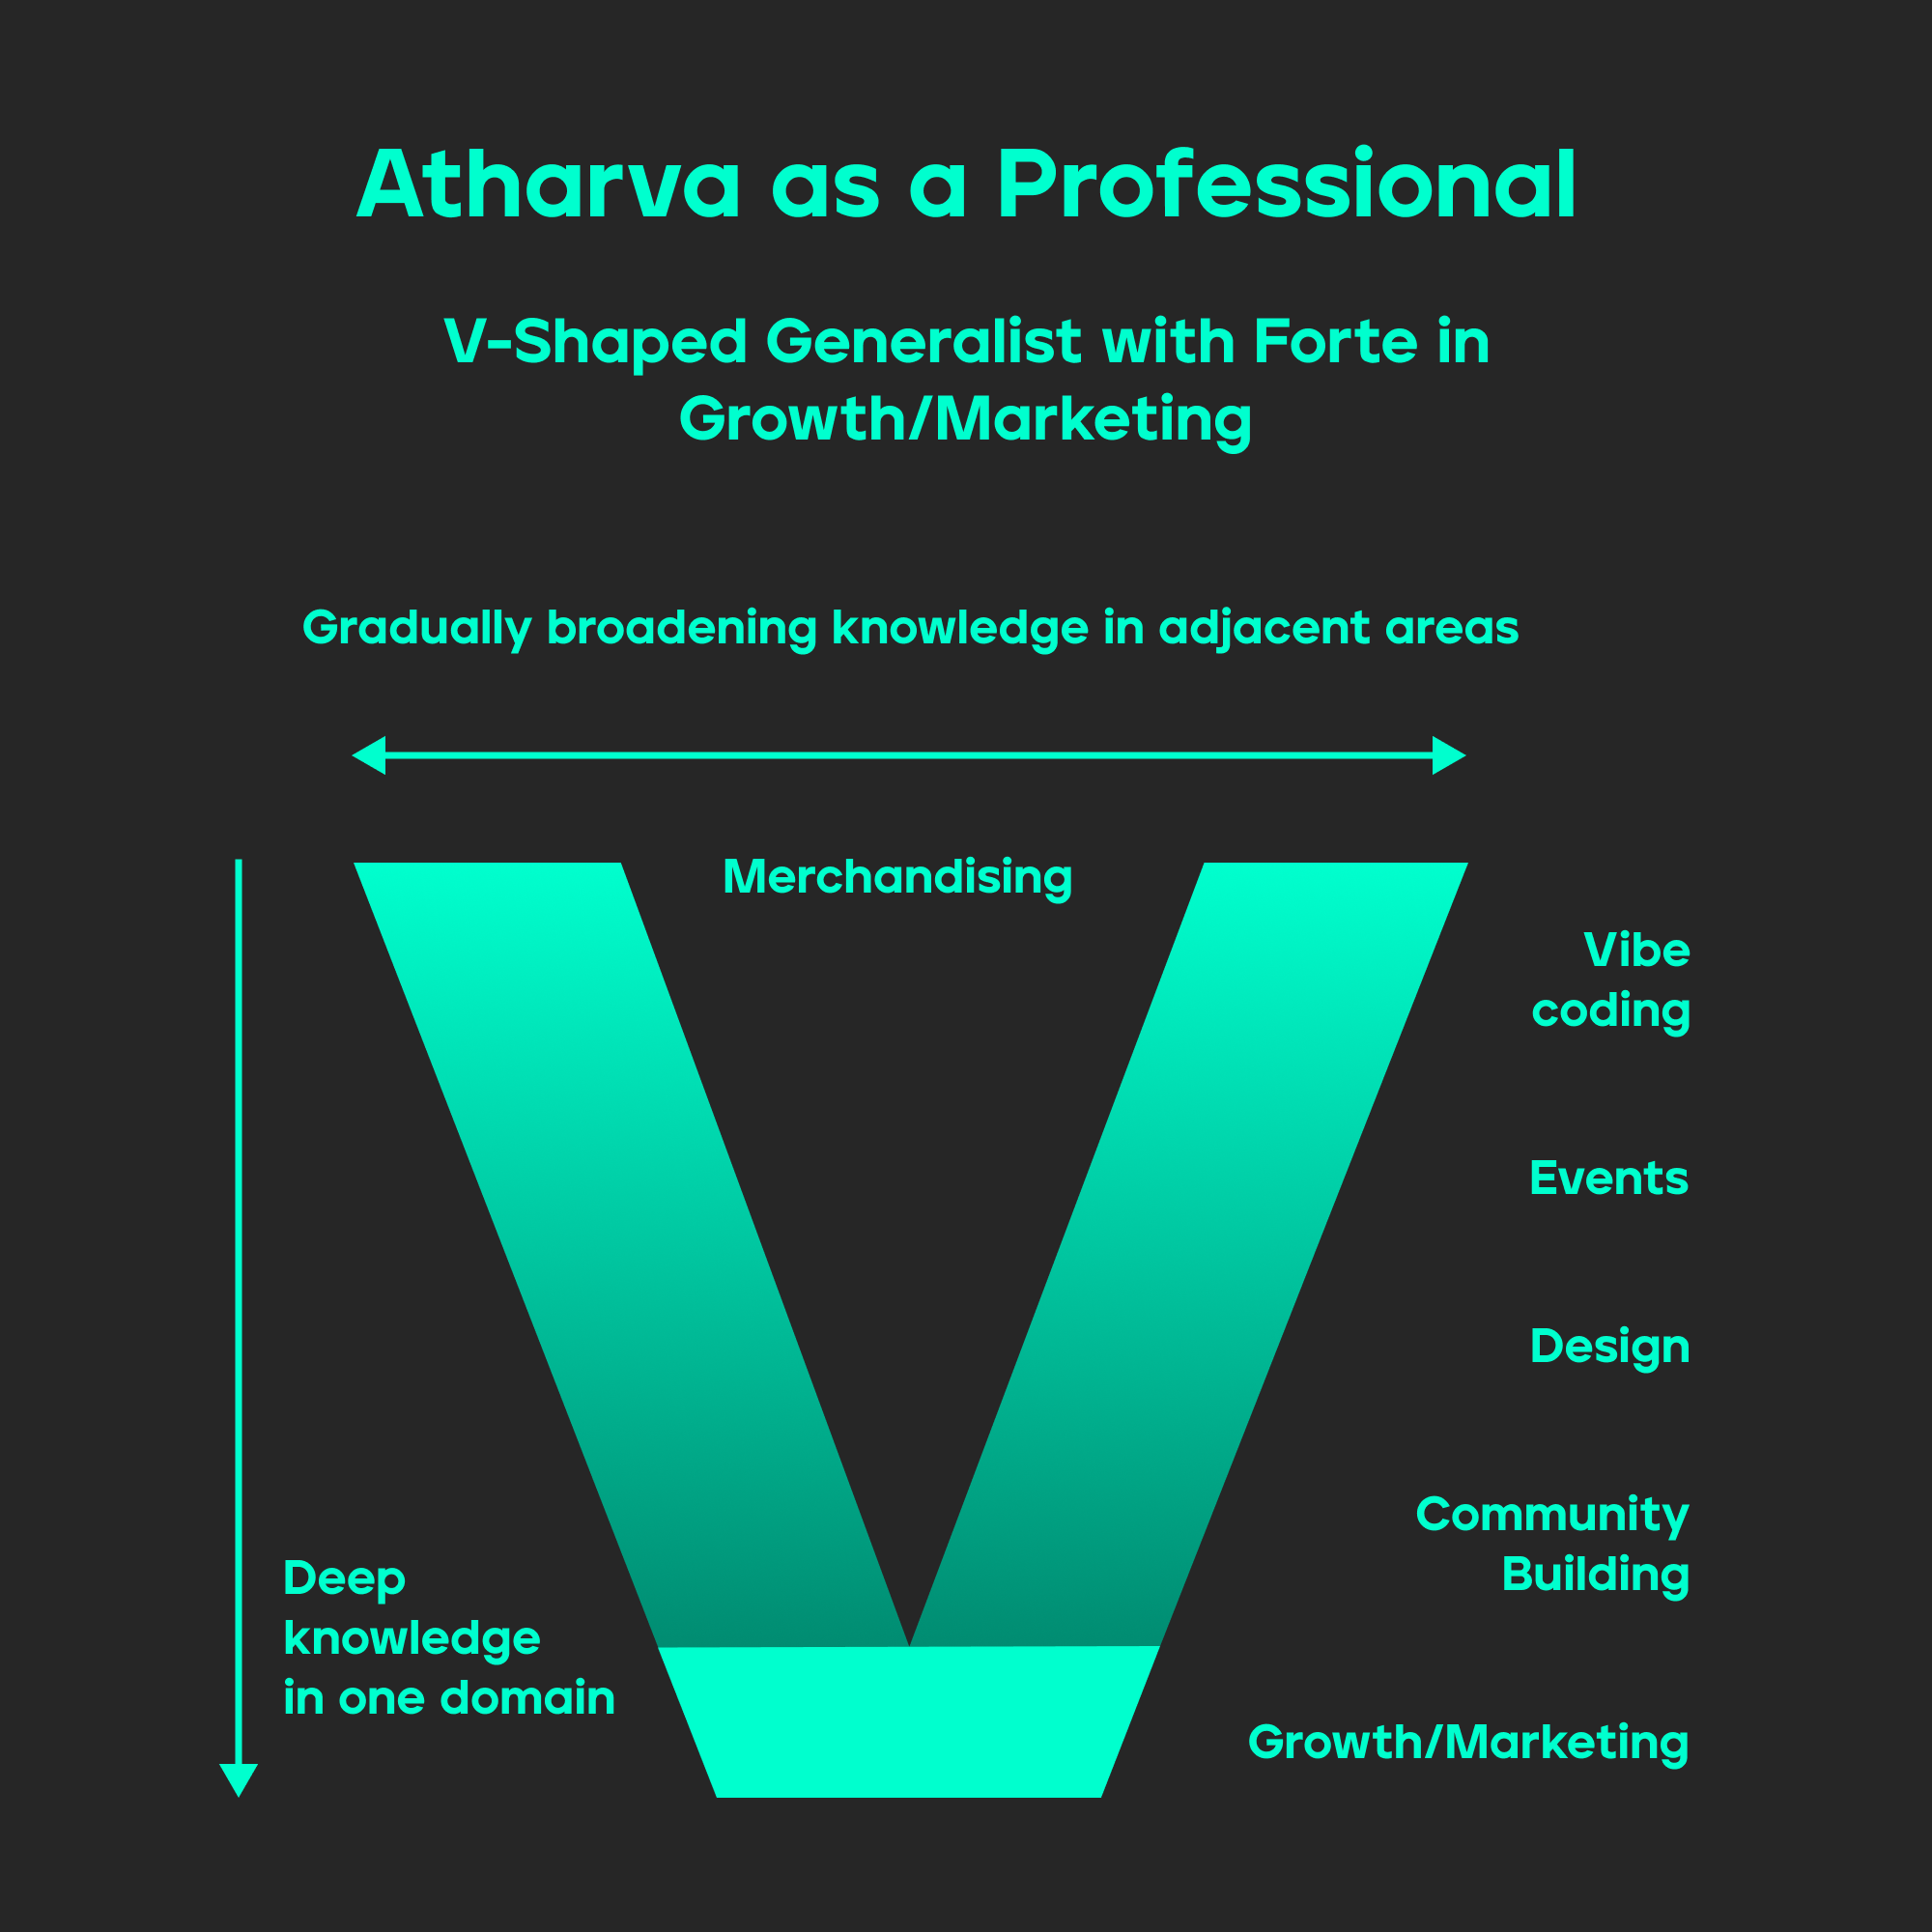 Atharva as a Professional
V-Shaped Generalist with Forte in
Growth/Marketing
Gradually broadening knowledge in adjacent areas
Merchandising
Vibe
coding
Events
Design
Community
Building
Deep
knowledge
in one domain
Growth/Marketing